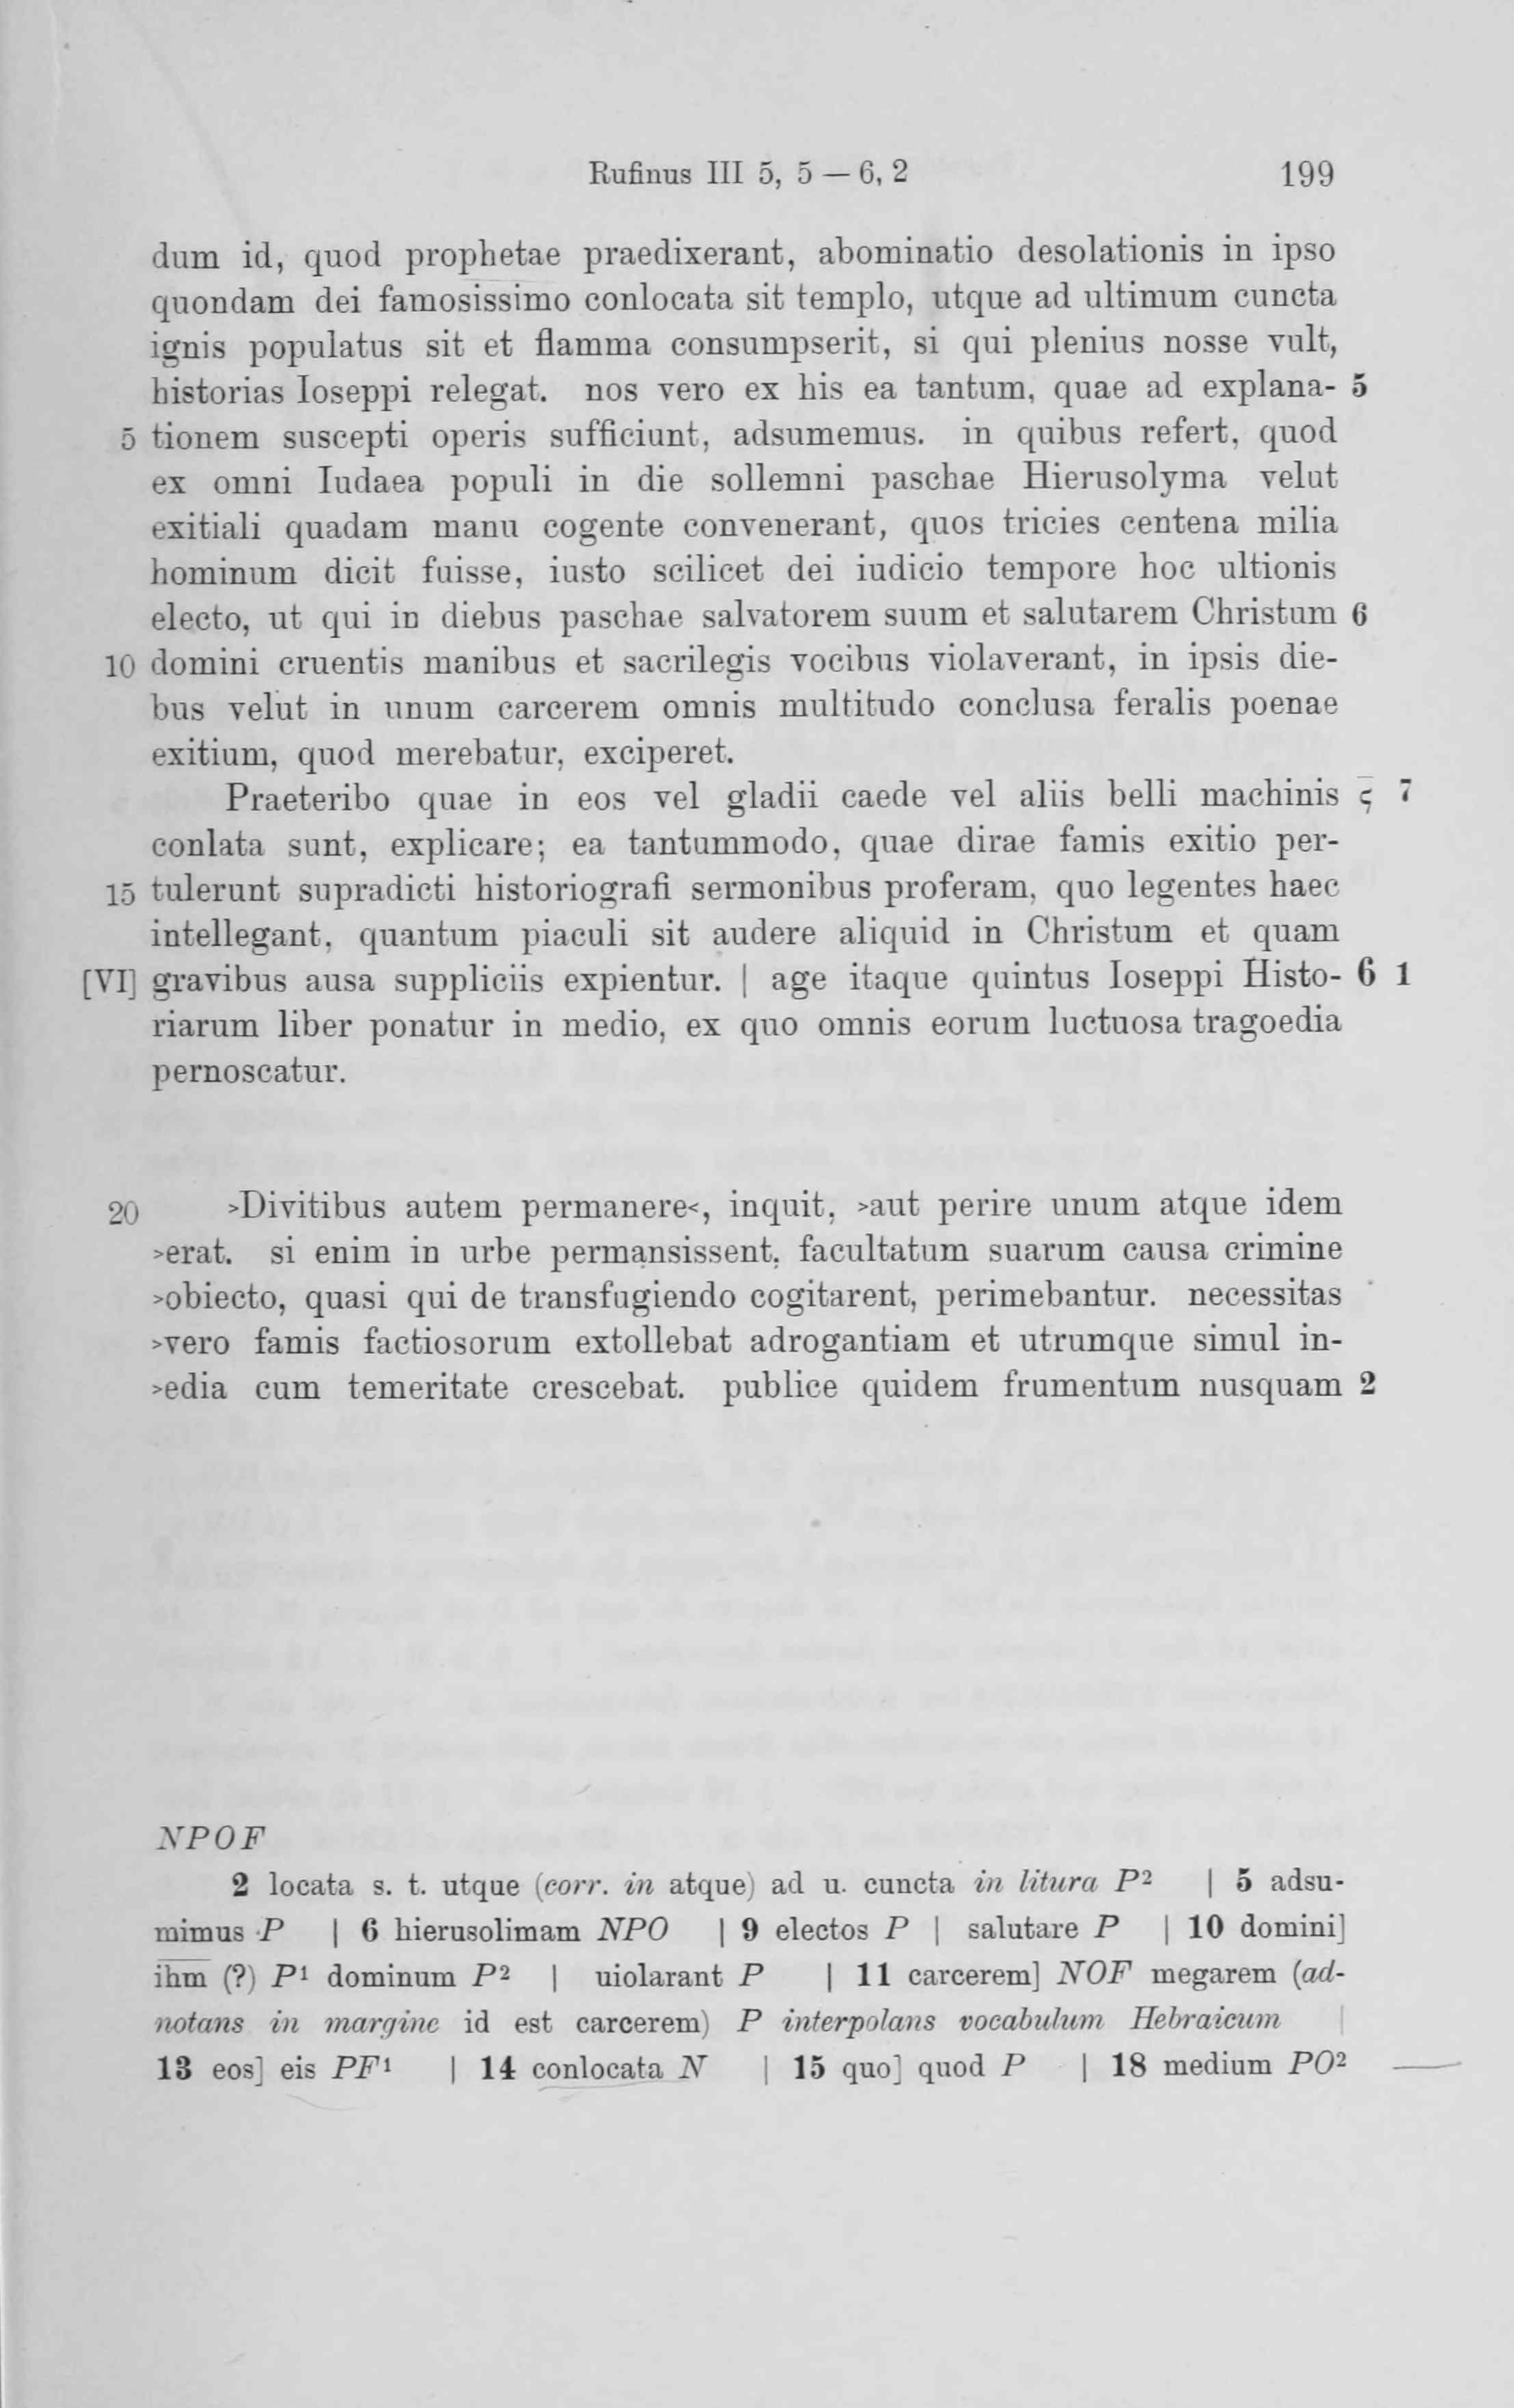 Rufinus III 5, 5 — 6, 2 199
dum id, quod prophetae praedixerant, abominatio desolationis in ipso
quondam dei famosissimo conlocata sit templo, utque ad ultimum cuncta
ignis populatus sit et flamma consumpserit, si qui plenius nosse vult,
historias Ioseppi relegat. nos vero ex his ea tantum, quae ad explana- 5
5 tionem suscepti operis sufficiunt, adsumemus. in quibus refert, quod
ex omni Iudaea populi in die sollemni paschae Hierusolyma velut
exitiali quadam manu cogente convenerant, quos tricies centena milia
hominum dicit fuisse, iusto scilicet dei iudicio tempore hoc ultionis
electo, ut qui in diebus paschae salvatorem suum et salutarem Christum 6
10 domini cruentis manibus et sacrilegis vocibus violaverant, in ipsis die-
bus velut in unum carcerem omnis multitudo conclusa feralis poenae
exitium, quod merebatur, exciperet.
Praeteribo quae in eos vel gladii caede vel aliis belli machinis ς̄ 7
conlata sunt, explicare; ea tantummodo, quae dirae famis exitio per-
15 tulerunt supradicti historiografi sermonibus proferam, quo legentes haec
intellegant, quantum piaculi sit audere aliquid in Christum et quam
[VI] gravibus ausa suppliciis expientur. | age itaque quintus Ioseppi Histo- 6 1
riarum liber ponatur in medio, ex quo omnis eorum luctuosa tragoedia
pernoscatur.
20 >Divitibus autem permanere<, inquit, >aut perire unum atque idem
>erat. si enim in urbe permansissent, facultatum suarum causa crimine
>obiecto, quasi qui de transfugiendo cogitarent, perimebantur. necessitas
>vero famis factiosorum extollebat adrogantiam et utrumque simul in-
>edia cum temeritate crescebat. publice quidem frumentum nusquam 2
NPOF
2 locata s. t. utque (corr. in atque) ad u. cuncta in litura P² | 5 adsu-
mimus P | 6 hierusolimam NPO | 9 electos P | salutare P | 10 domini]
i̅h̅m̅ (?) P¹ dominum P² | uiolarant P | 11 carcerem] NOF megarem (ad-
notans in margine id est carcerem) P interpolans vocabulum Hebraicum |
13 eos] eis PF¹ | 14 conlocata N | 15 quo] quod P | 18 medium PO²